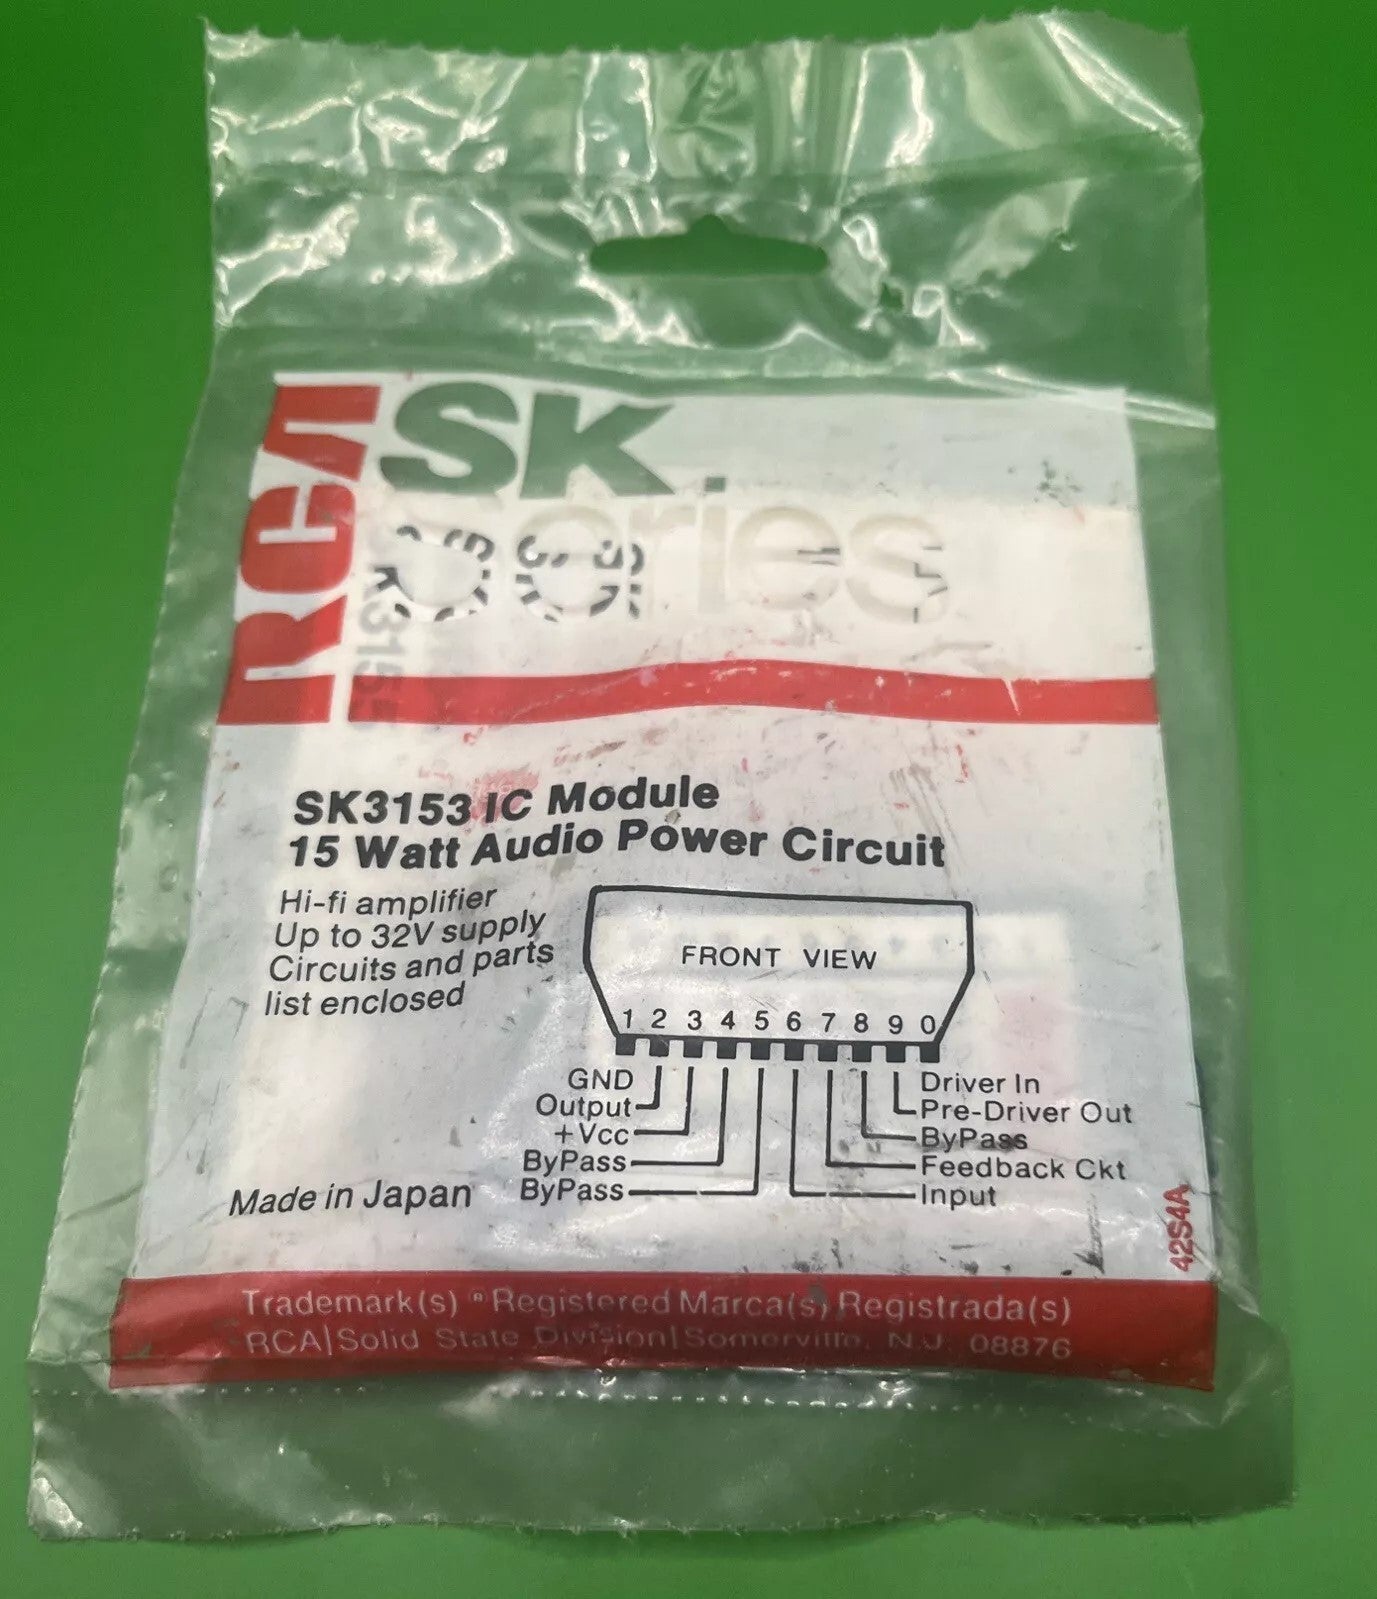 RCA
SK
Series
SK3153 IC Module
15 Watt Audio Power Circuit
Hi-fi amplifier
Up to 32V supply
Circuits and parts
list enclosed
FRONT VIEW
1 2 3 4 5 6 7 8 9 0
GND
Output
+Vcc
ByPass
ByPass
Driver In
Pre-Driver Out
ByPass
Feedback Ckt
Input
Made in Japan
42S4A
Trademark(s) ® Registered Marca(s) Registrada(s)
RCA|Solid State Division|Somerville, N.J. 08876